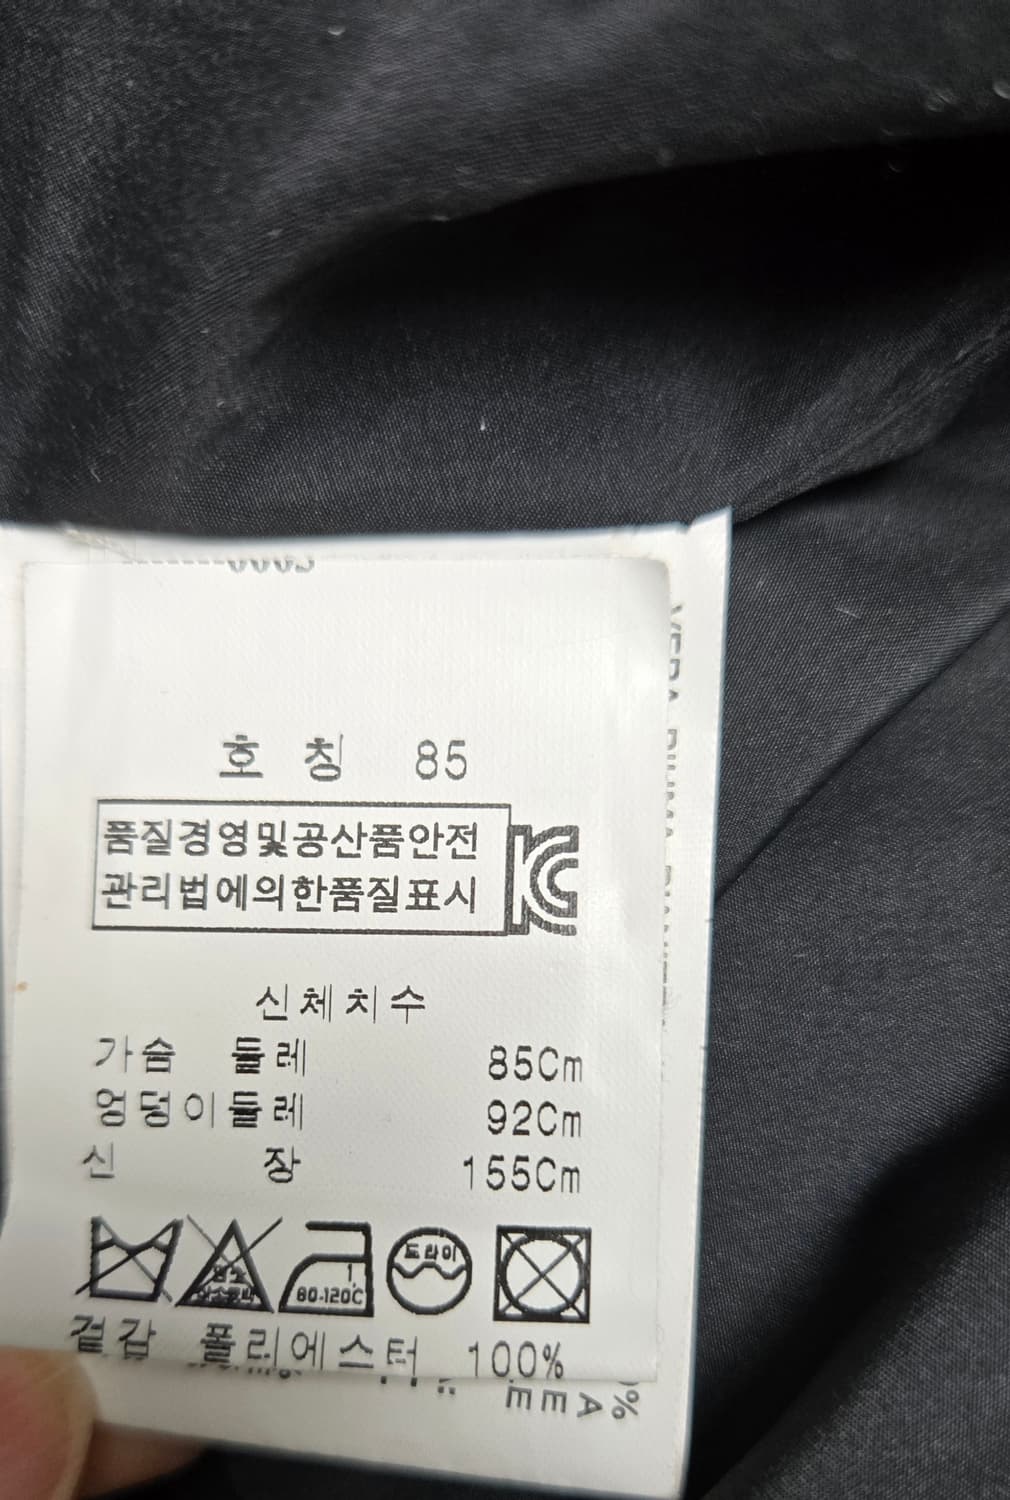 0003
호 칭 85
품질경영및공산품안전
관리법에의한품질표시
신체치수
가슴 둘레 85Cm
엉덩이둘레 92Cm
신 장 155Cm
80-120C 드라이
겉감 폴리에스터 100%